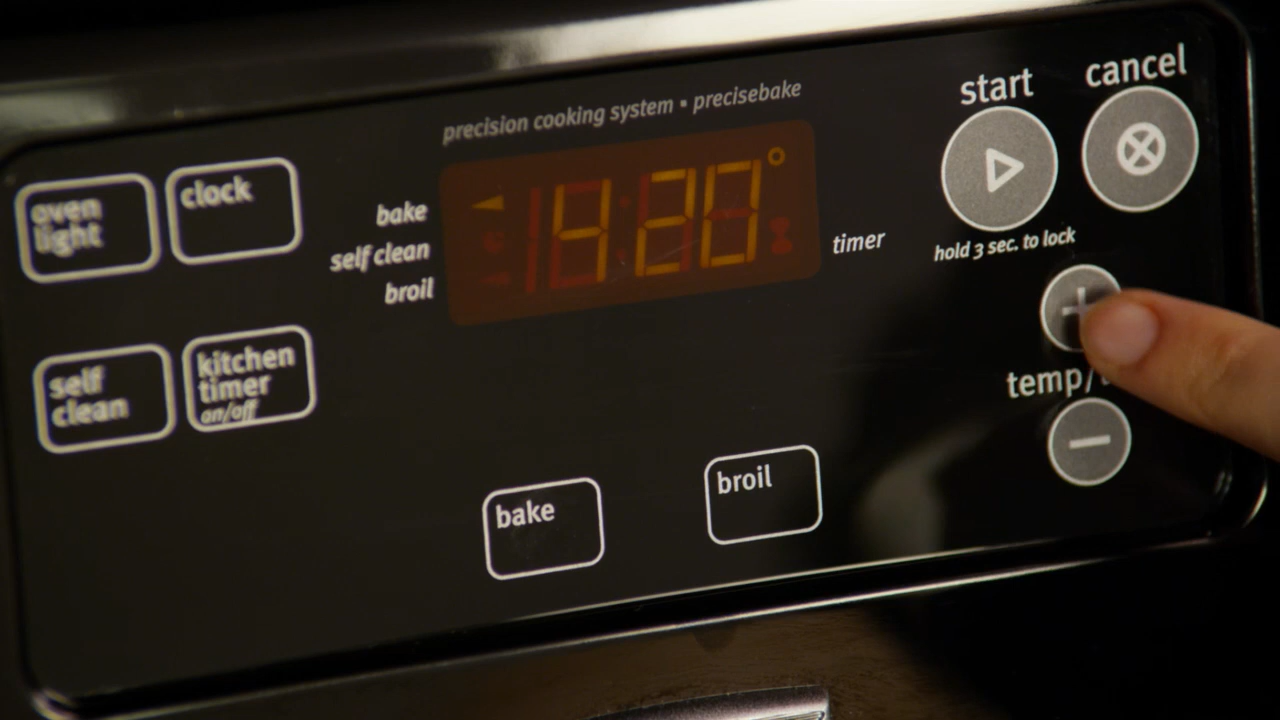 precision cooking system ▪ precisebake
start
cancel
oven
light
clock
bake
self clean
broil
420°
timer
hold 3 sec. to lock
+
self
clean
kitchen
timer
on/off
temp/
−
bake
broil